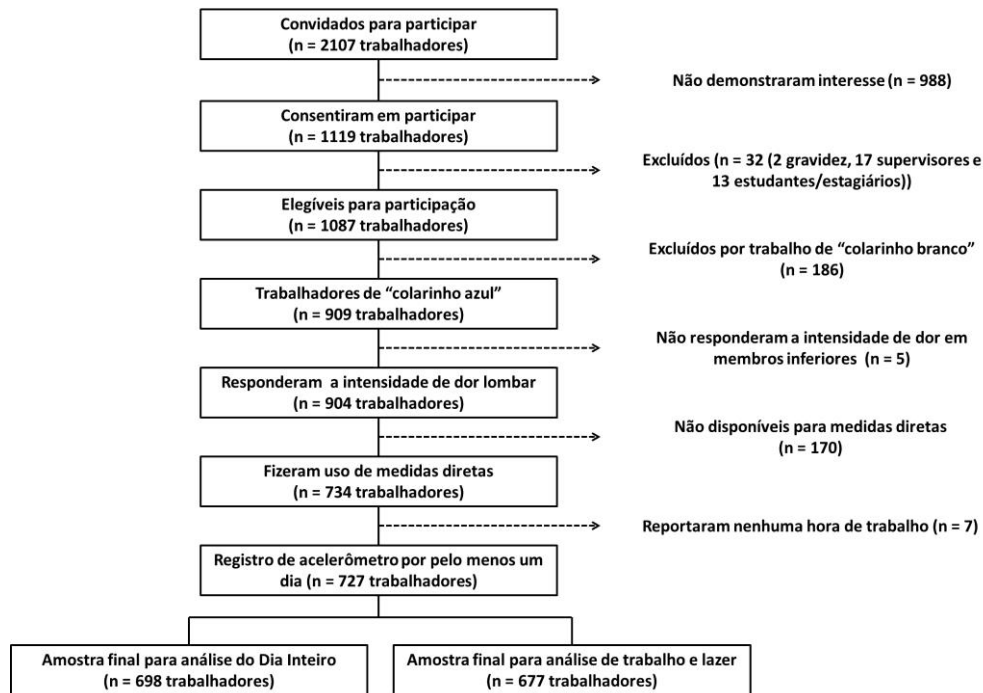 Convidados para participar
(n = 2107 trabalhadores)
Não demonstraram interesse (n = 988)
Consentiram em participar
(n = 1119 trabalhadores)
Excluídos (n = 32 (2 gravidez, 17 supervisores e
13 estudantes/estagiários))
Elegíveis para participação
(n = 1087 trabalhadores)
Excluídos por trabalho de “colarinho branco”
(n = 186)
Trabalhadores de “colarinho azul”
(n = 909 trabalhadores)
Não responderam a intensidade de dor em
membros inferiores (n = 5)
Responderam a intensidade de dor lombar
(n = 904 trabalhadores)
Não disponíveis para medidas diretas
(n = 170)
Fizeram uso de medidas diretas
(n = 734 trabalhadores)
Reportaram nenhuma hora de trabalho (n = 7)
Registro de acelerômetro por pelo menos um
dia (n = 727 trabalhadores)
Amostra final para análise do Dia Inteiro
(n = 698 trabalhadores)
Amostra final para análise de trabalho e lazer
(n = 677 trabalhadores)